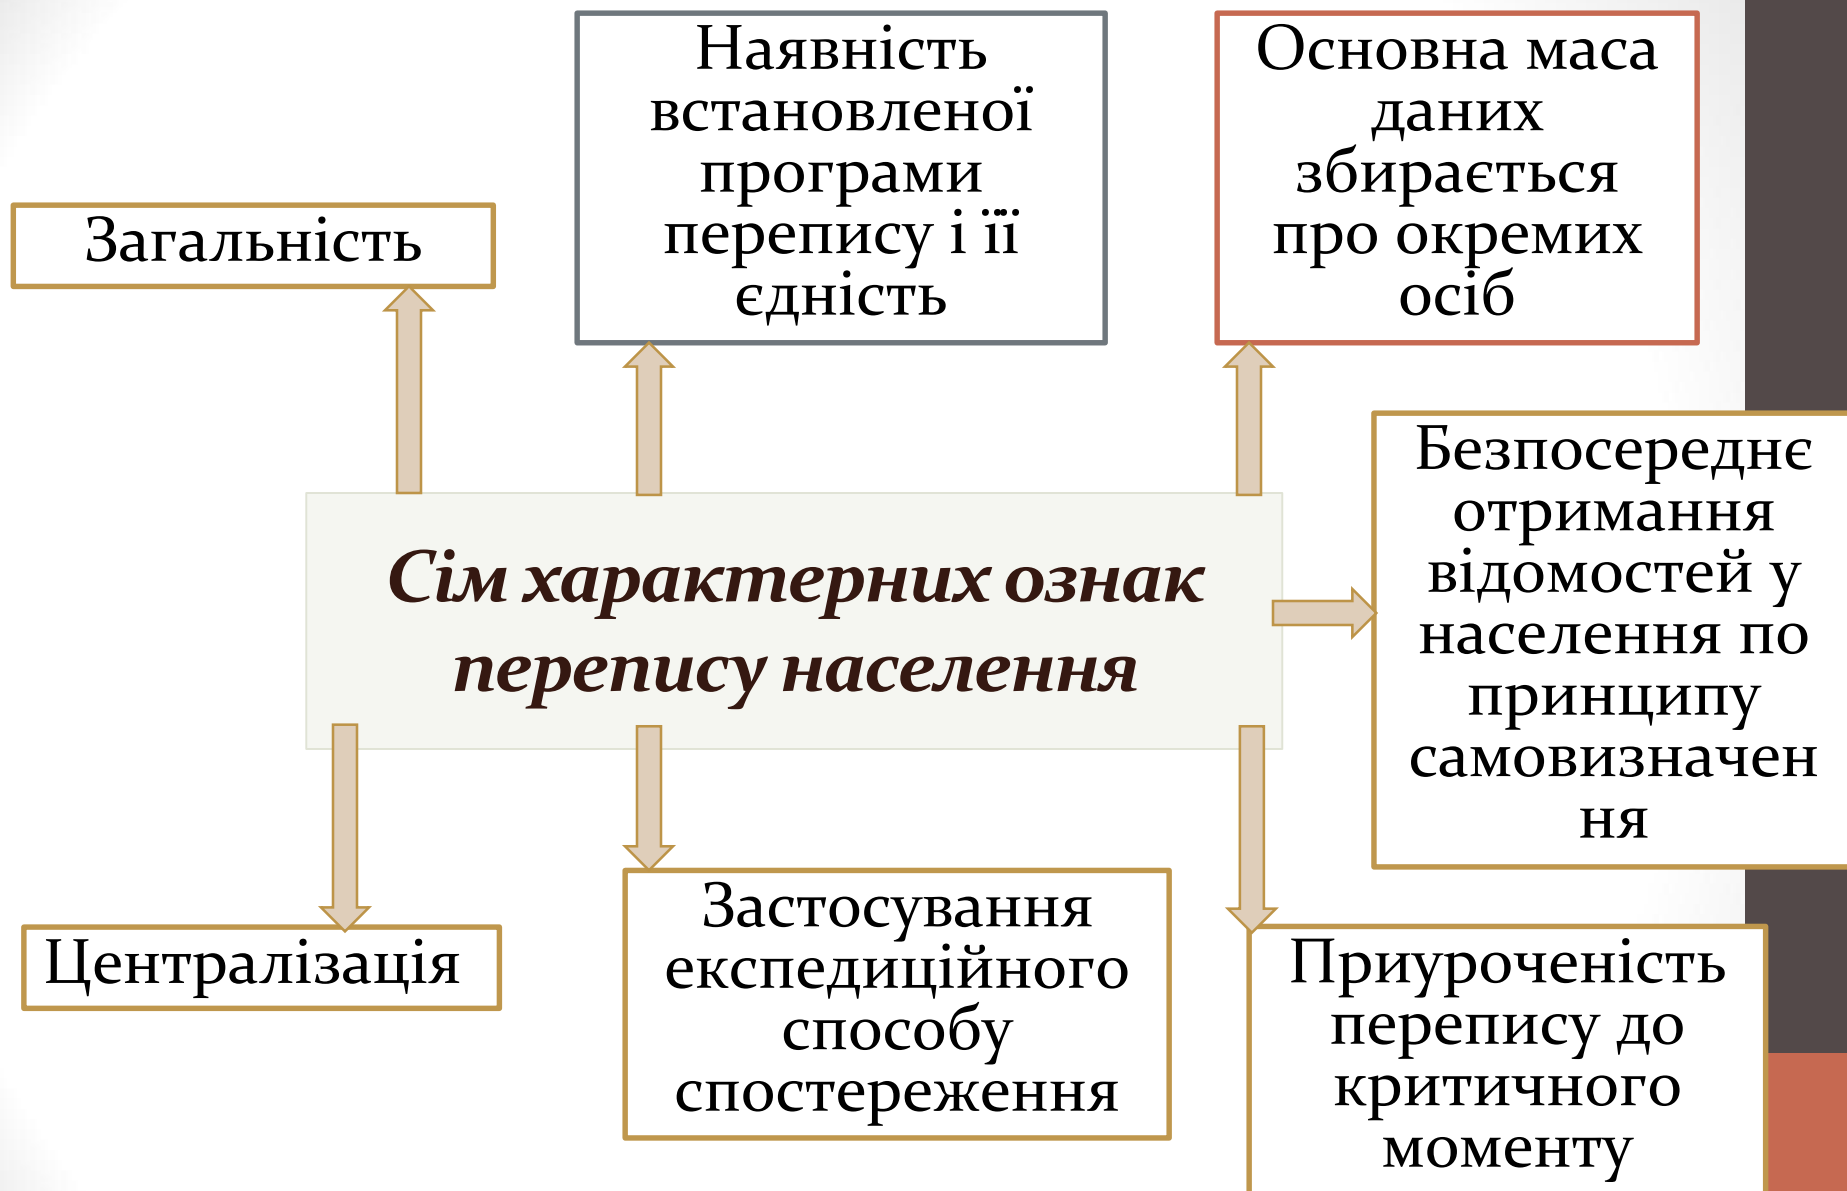 Наявність
встановленої
програми
перепису і її
єдність
Основна маса
даних
збирається
про окремих
осіб
Загальність
Безпосереднє
отримання
відомостей у
населення по
принципу
самовизначен
ня
Сім характерних ознак
перепису населення
Централізація
Застосування
експедиційного
способу
спостереження
Приуроченість
перепису до
критичного
моменту